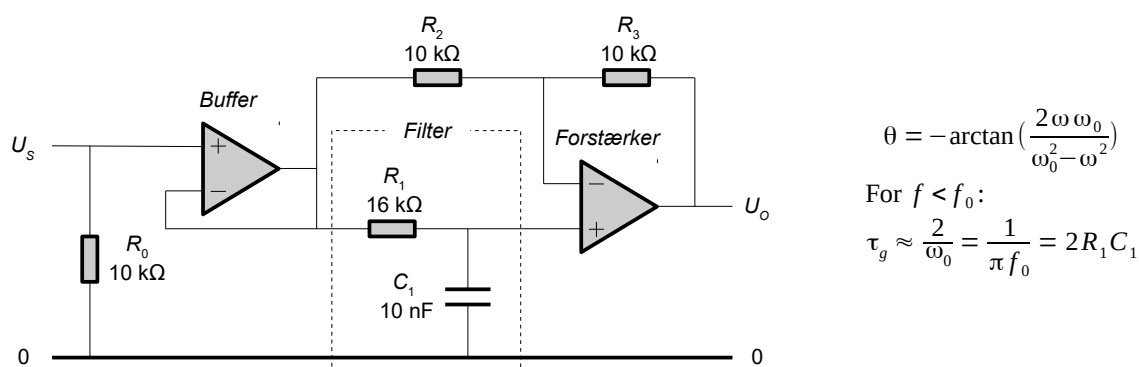 R2
10 kΩ
R3
10 kΩ
Buffer
Filter
Forstærker
US
+
−
R1
16 kΩ
−
+
UO
R0
10 kΩ
C1
10 nF
0
0
θ = −arctan(2ωω0 / (ω0² − ω²))
For f < f0:
τg ≈ 2/ω0 = 1/(π f0) = 2R1C1